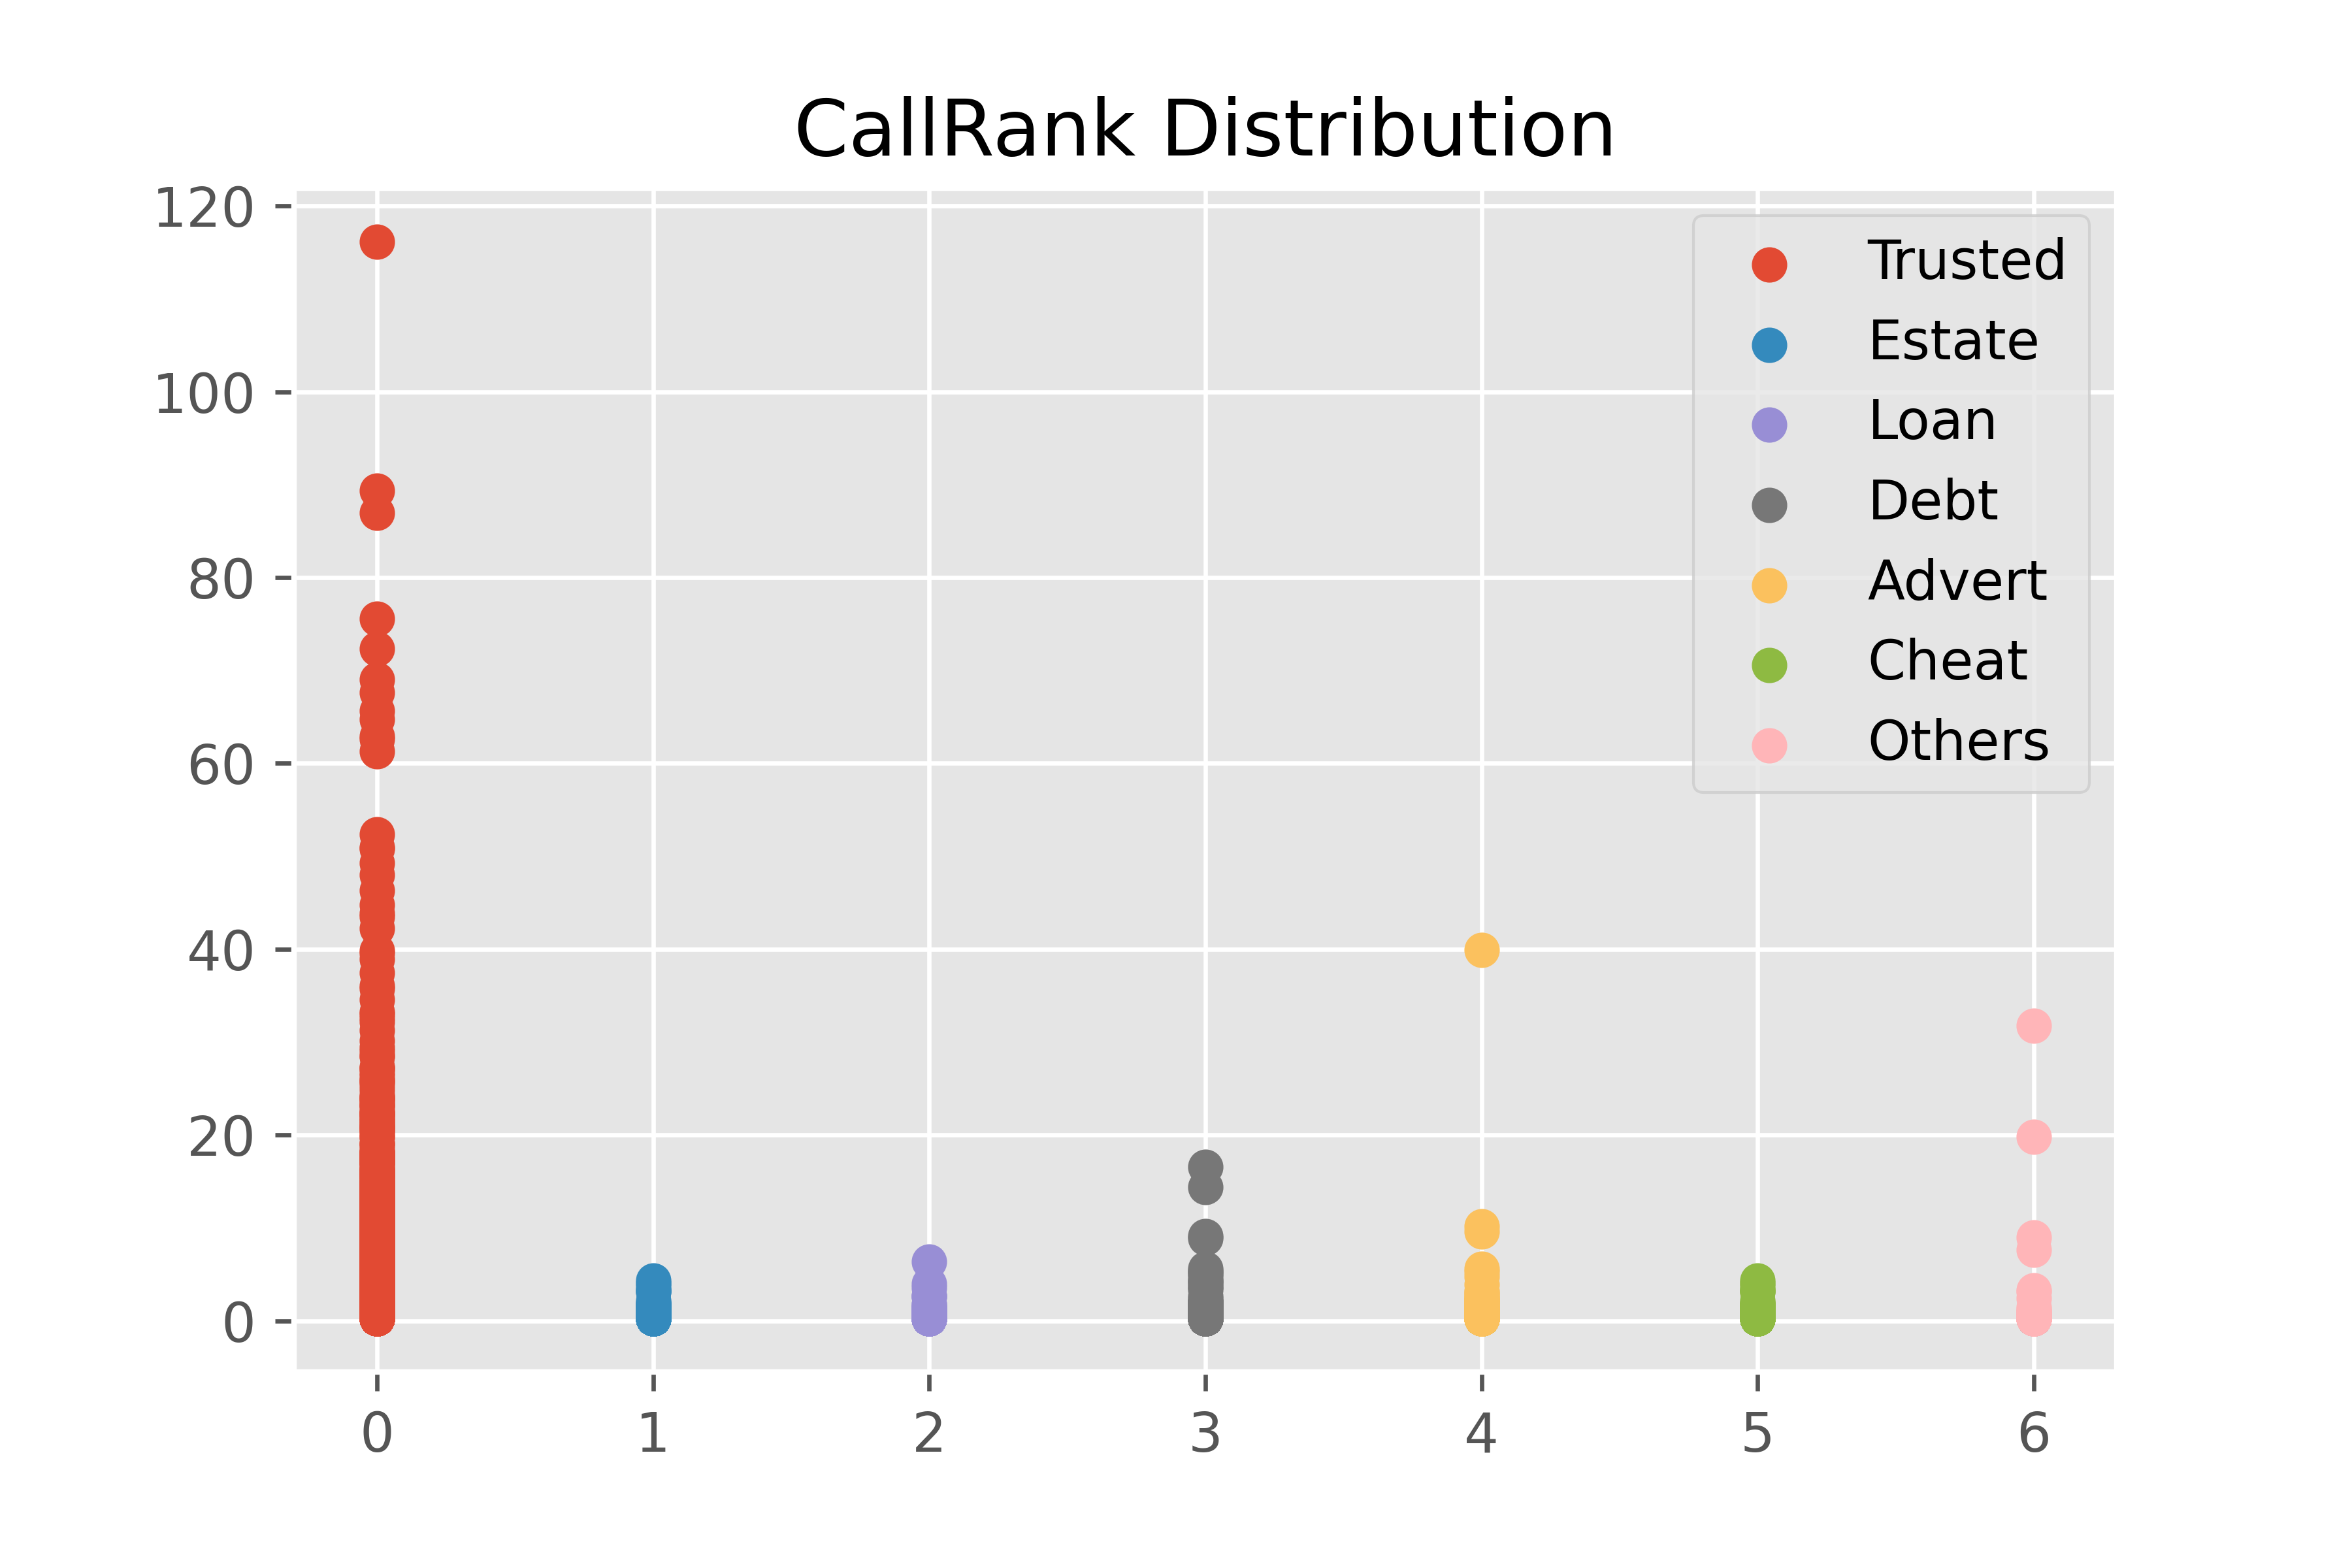 CallRank Distribution
120
100
80
60
40
20
0
Trusted
Estate
Loan
Debt
Advert
Cheat
Others
0 1 2 3 4 5 6